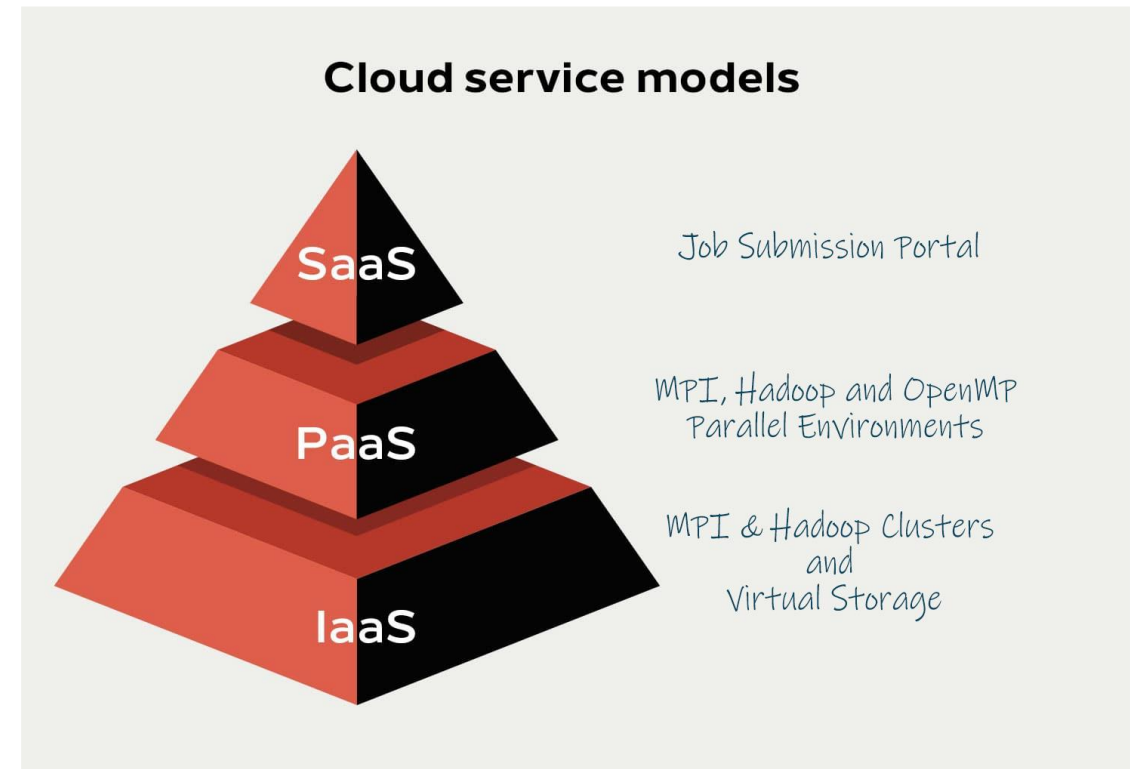 Cloud service models
SaaS
Job Submission Portal
MPI, Hadoop and OpenMP
Parallel Environments
PaaS
MPI & Hadoop Clusters
and
Virtual Storage
IaaS